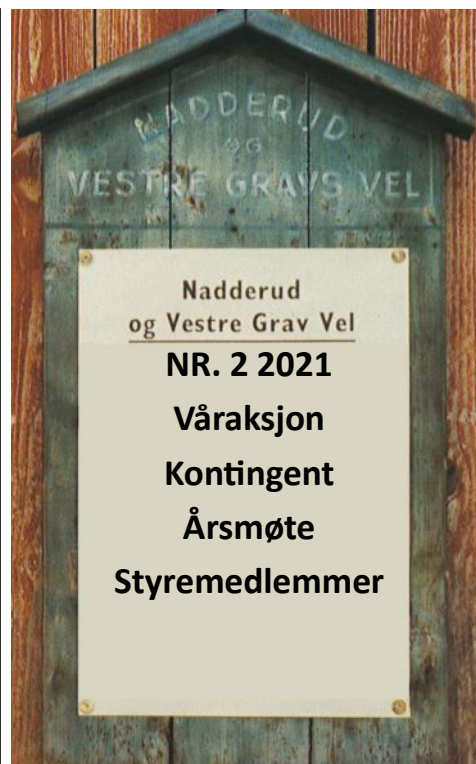 NADDERUD
OG
VESTRE GRAVS VEL
Nadderud
og Vestre Grav Vel
NR. 2 2021
Våraksjon
Kontingent
Årsmøte
Styremedlemmer